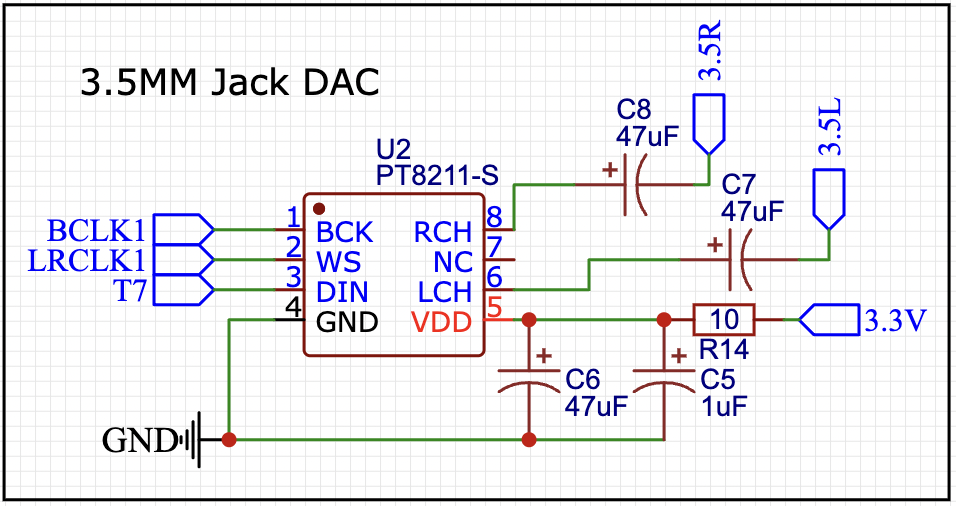 3.5MM Jack DAC
3.5R
3.5L
C8
47uF
C7
47uF
U2
PT8211-S
BCLK1
LRCLK1
T7
1
2
3
4
BCK
WS
DIN
GND
RCH
NC
LCH
VDD
8
7
6
5
10
R14
3.3V
+
+
+
C6
47uF
+
C5
1uF
GND